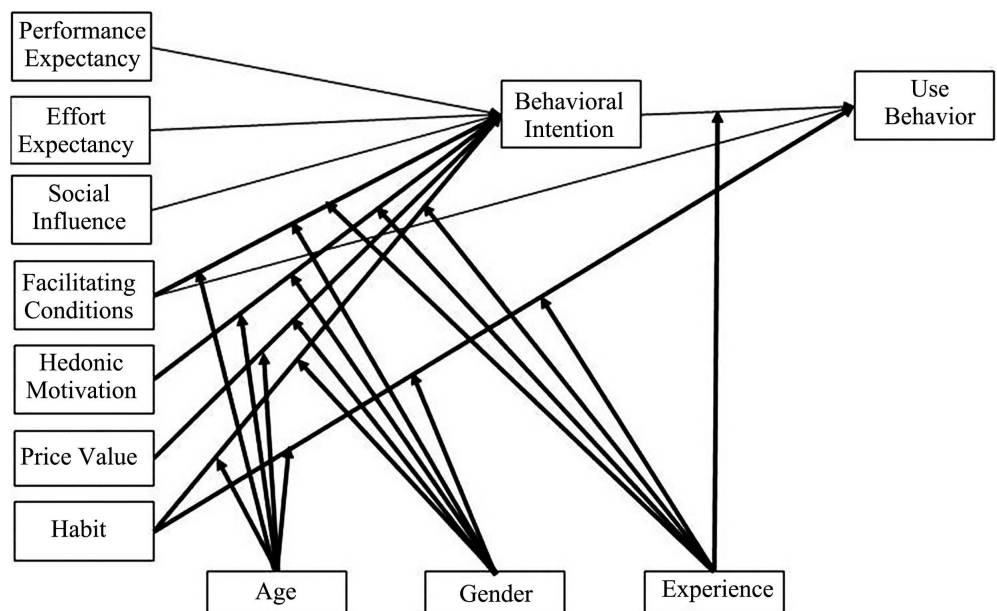 Performance
Expectancy
Effort
Expectancy
Social
Influence
Facilitating
Conditions
Hedonic
Motivation
Price Value
Habit
Behavioral
Intention
Use
Behavior
Age
Gender
Experience